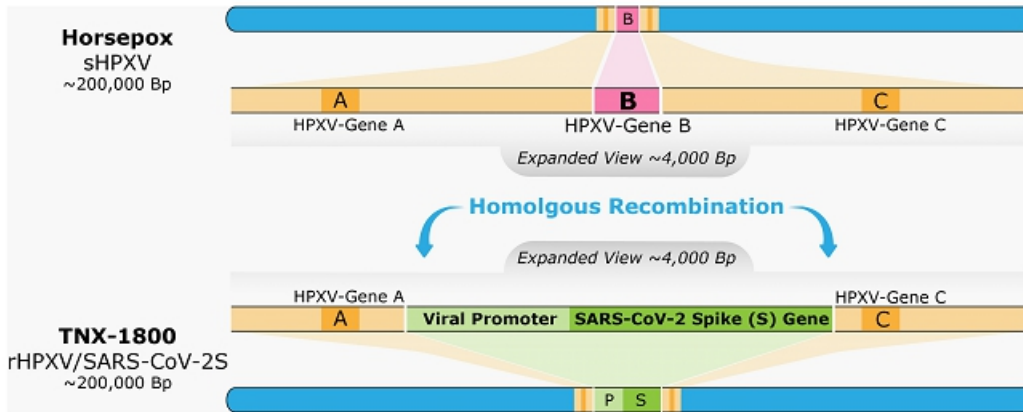 B
Horsepox
sHPXV
~200,000 Bp
A
B
C
HPXV-Gene A
HPXV-Gene B
HPXV-Gene C
Expanded View ~4,000 Bp
Homolgous Recombination
Expanded View ~4,000 Bp
HPXV-Gene A
HPXV-Gene C
A
Viral Promoter
SARS-CoV-2 Spike (S) Gene
C
TNX-1800
rHPXV/SARS-CoV-2S
~200,000 Bp
P
S